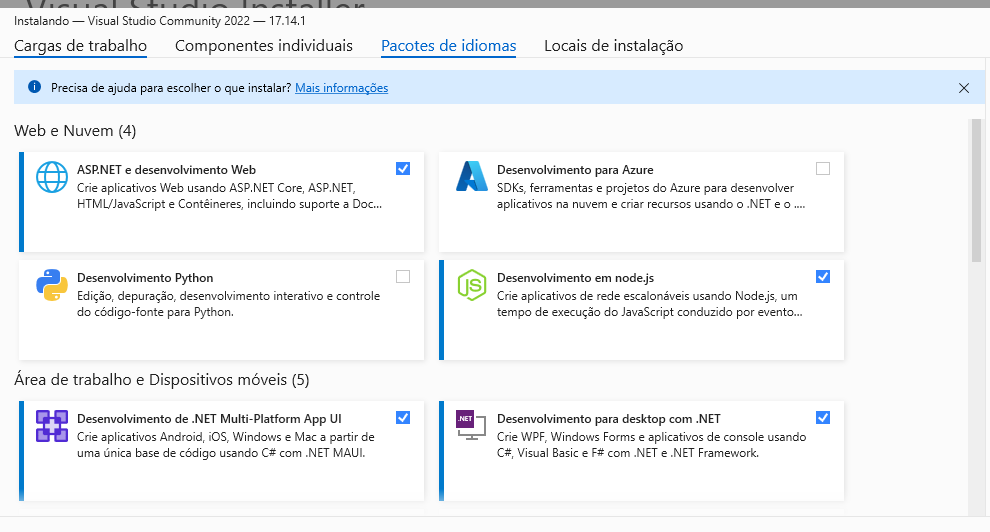 Visual Studio Installer
Instalando — Visual Studio Community 2022 — 17.14.1
Cargas de trabalho
Componentes individuais
Pacotes de idiomas
Locais de instalação
Precisa de ajuda para escolher o que instalar? Mais informações
Web e Nuvem (4)
ASP.NET e desenvolvimento Web
Crie aplicativos Web usando ASP.NET Core, ASP.NET,
HTML/JavaScript e Contêineres, incluindo suporte a Doc...
Desenvolvimento para Azure
SDKs, ferramentas e projetos do Azure para desenvolver
aplicativos na nuvem e criar recursos usando o .NET e o ....
Desenvolvimento Python
Edição, depuração, desenvolvimento interativo e controle
do código-fonte para Python.
JS
Desenvolvimento em node.js
Crie aplicativos de rede escalonáveis usando Node.js, um
tempo de execução do JavaScript conduzido por evento...
Área de trabalho e Dispositivos móveis (5)
Desenvolvimento de .NET Multi-Platform App UI
Crie aplicativos Android, iOS, Windows e Mac a partir de
uma única base de código usando C# com .NET MAUI.
.NET
Desenvolvimento para desktop com .NET
Crie WPF, Windows Forms e aplicativos de console usando
C#, Visual Basic e F# com .NET e .NET Framework.